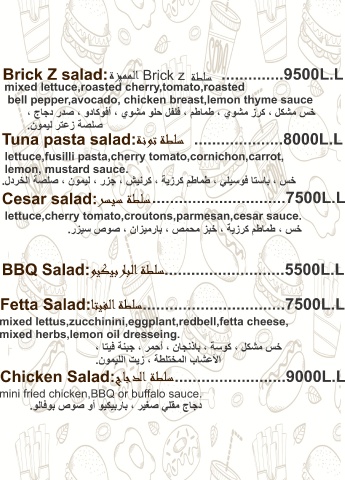 Brick Z salad: سلطة Brick z المميزة ...............9500L.L
mixed lettuce,roasted cherry,tomato,roasted
bell pepper,avocado, chicken breast,lemon thyme sauce
خس مشكل ، كرز مشوي ، طماطم ، فلفل حلو مشوي ، أفوكادو ، صدر دجاج ،
صلصة زعتر ليمون.
Tuna pasta salad: سلطة تونة .....................8000L.L
lettuce,fusilli pasta,cherry tomato,cornichon,carrot,
lemon, mustard sauce.
خس ، باستا فوسيلي ، طماطم كرزية ، كرنيش ، جزر ، ليمون ، صلصة الخردل.
Cesar salad: سلطة سيسر...............................7500L.L
lettuce,cherry tomato,croutons,parmesan,cesar sauce.
خس ، طماطم كرزية ، خبز محمص ، بارميزان ، صوص سيزر.
BBQ Salad: سلطة الباربيكيو...........................5500L.L
Fetta Salad: سلطة الفيتا................................7500L.L
mixed lettus,zucchinini,eggplant,redbell,fetta cheese,
mixed herbs,lemon oil dresseing.
خس مشكل ، كوسة ، باذنجان ، أحمر ، جبنة فيتا ،
الأعشاب المختلطة ، زيت الليمون.
Chicken Salad: سلطة الدجاج.........................9000L.L
mini fried chicken,BBQ or buffalo sauce.
دجاج مقلي صغير ، باربيكيو أو صوص بوفالو.